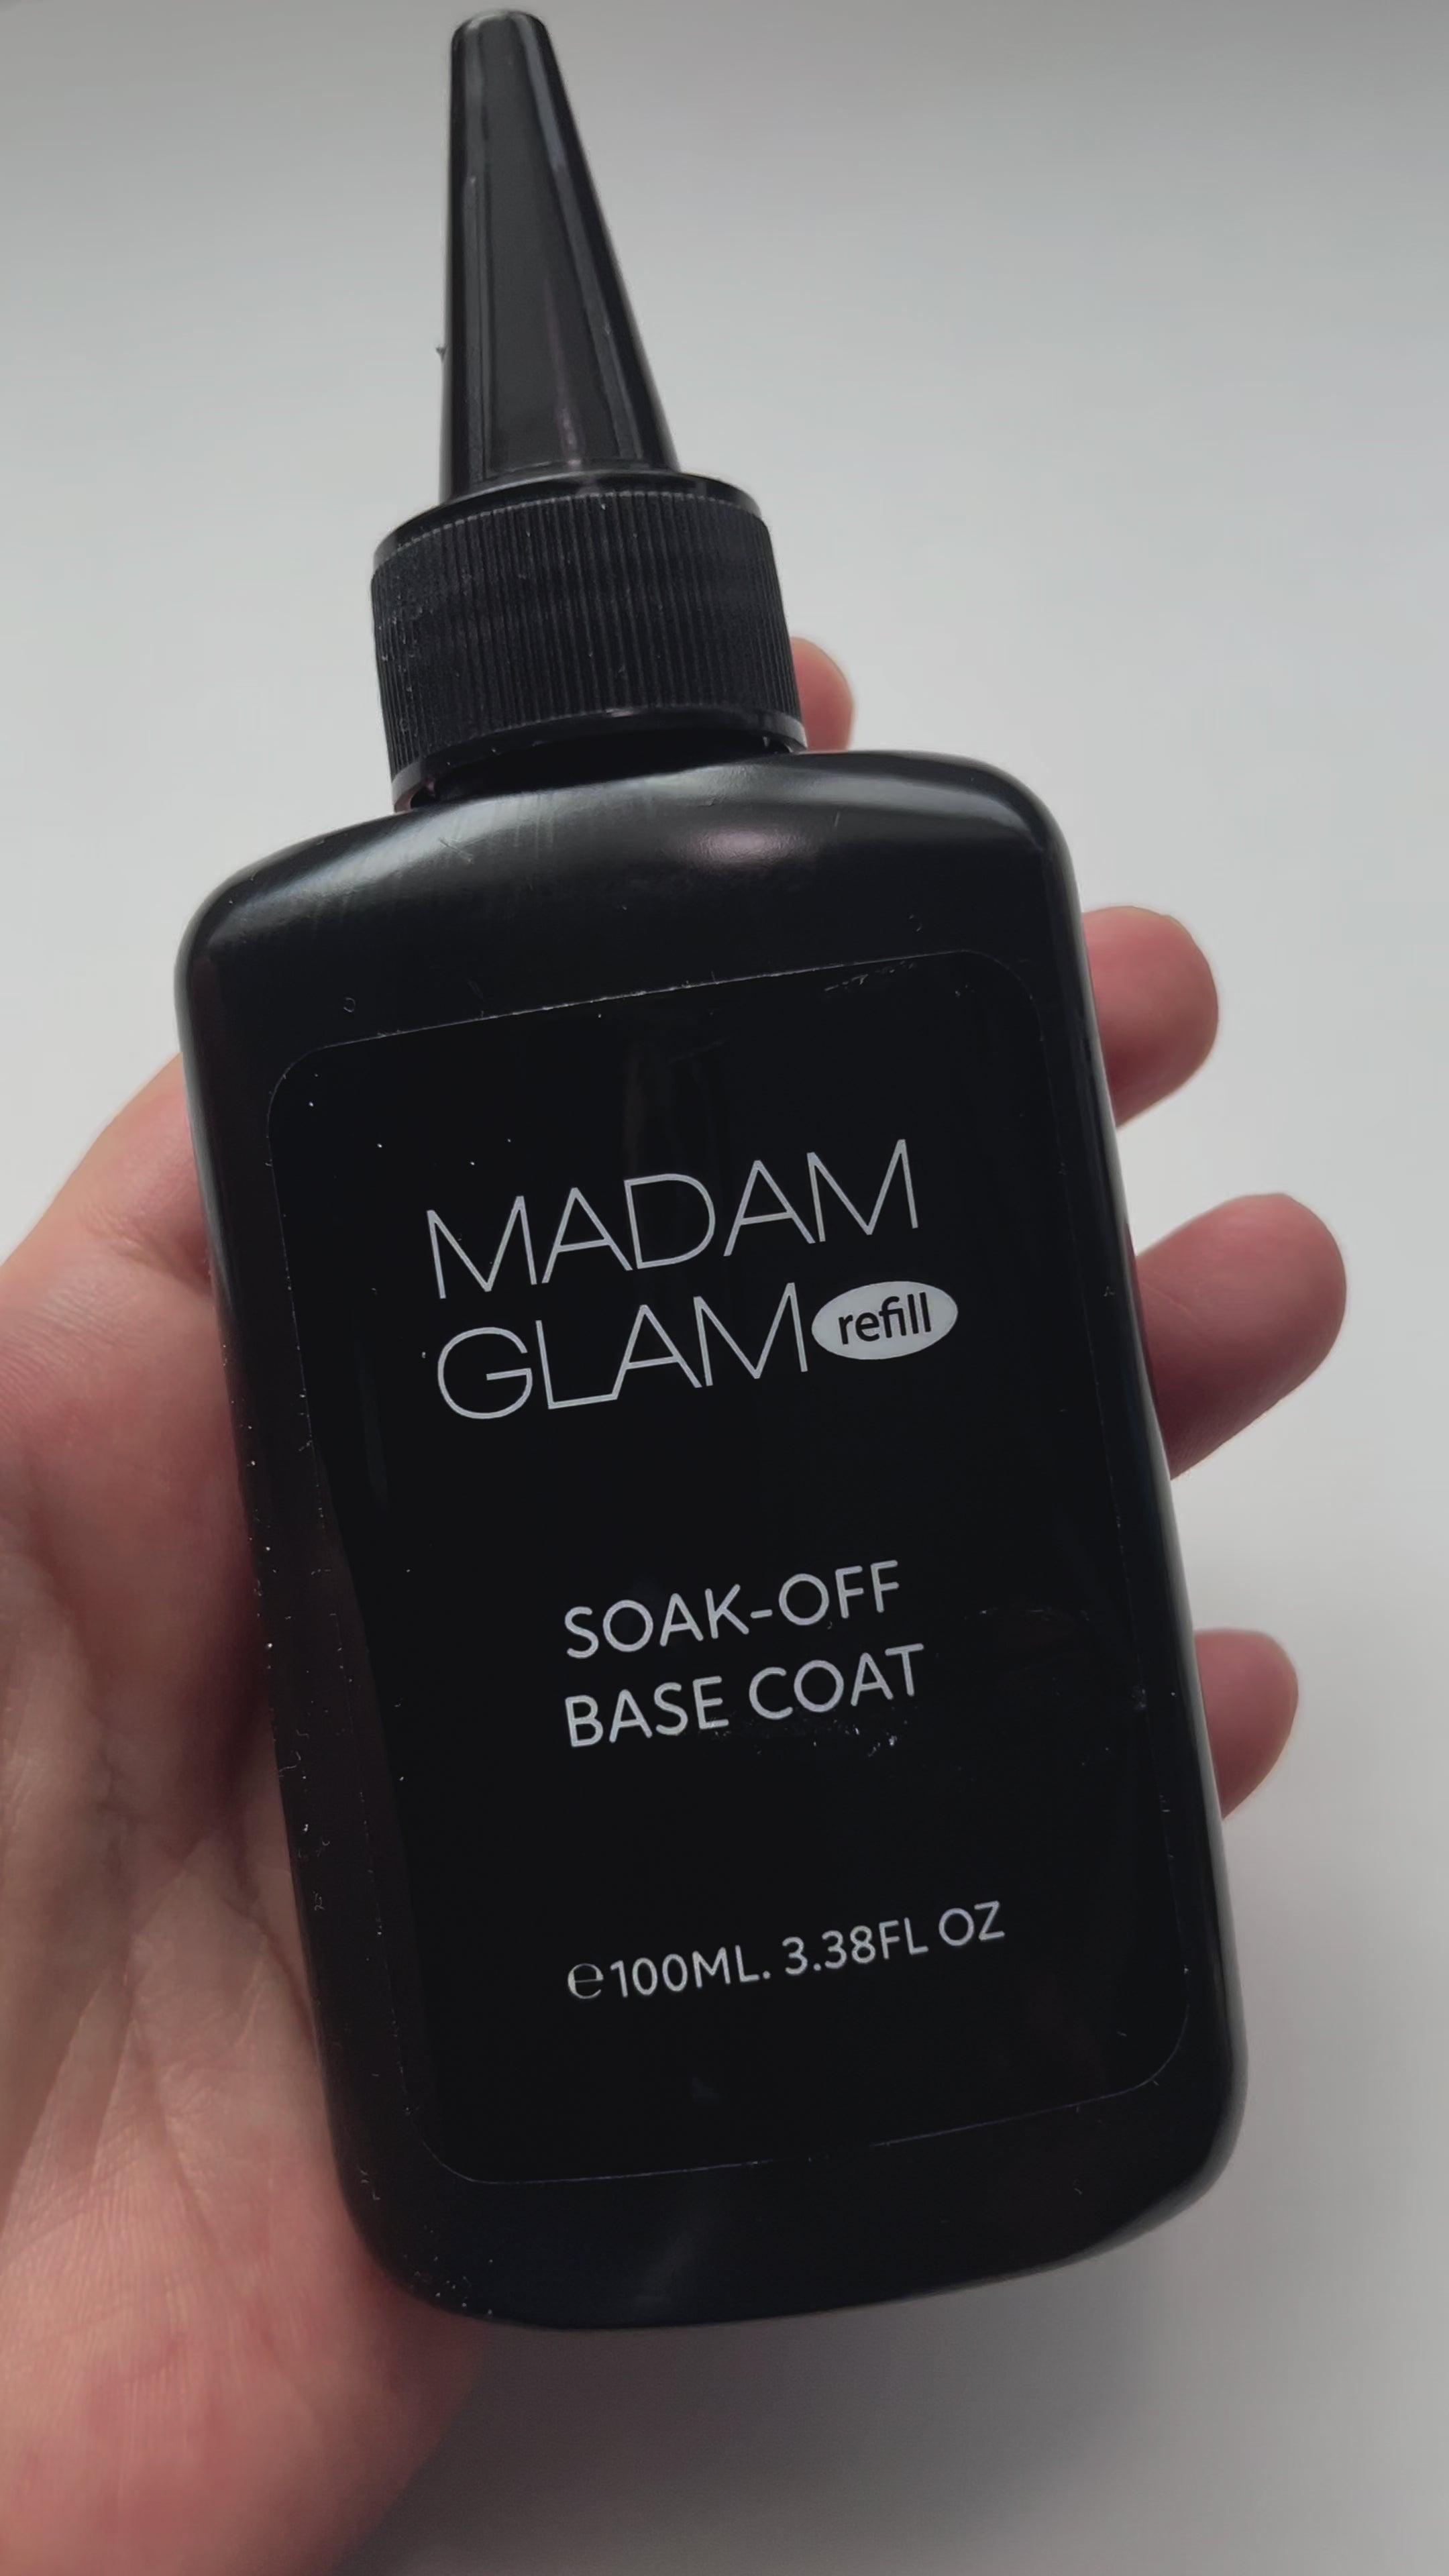 MADAM
GLAM refill
SOAK-OFF
BASE COAT
℮100ML. 3.38FL OZ